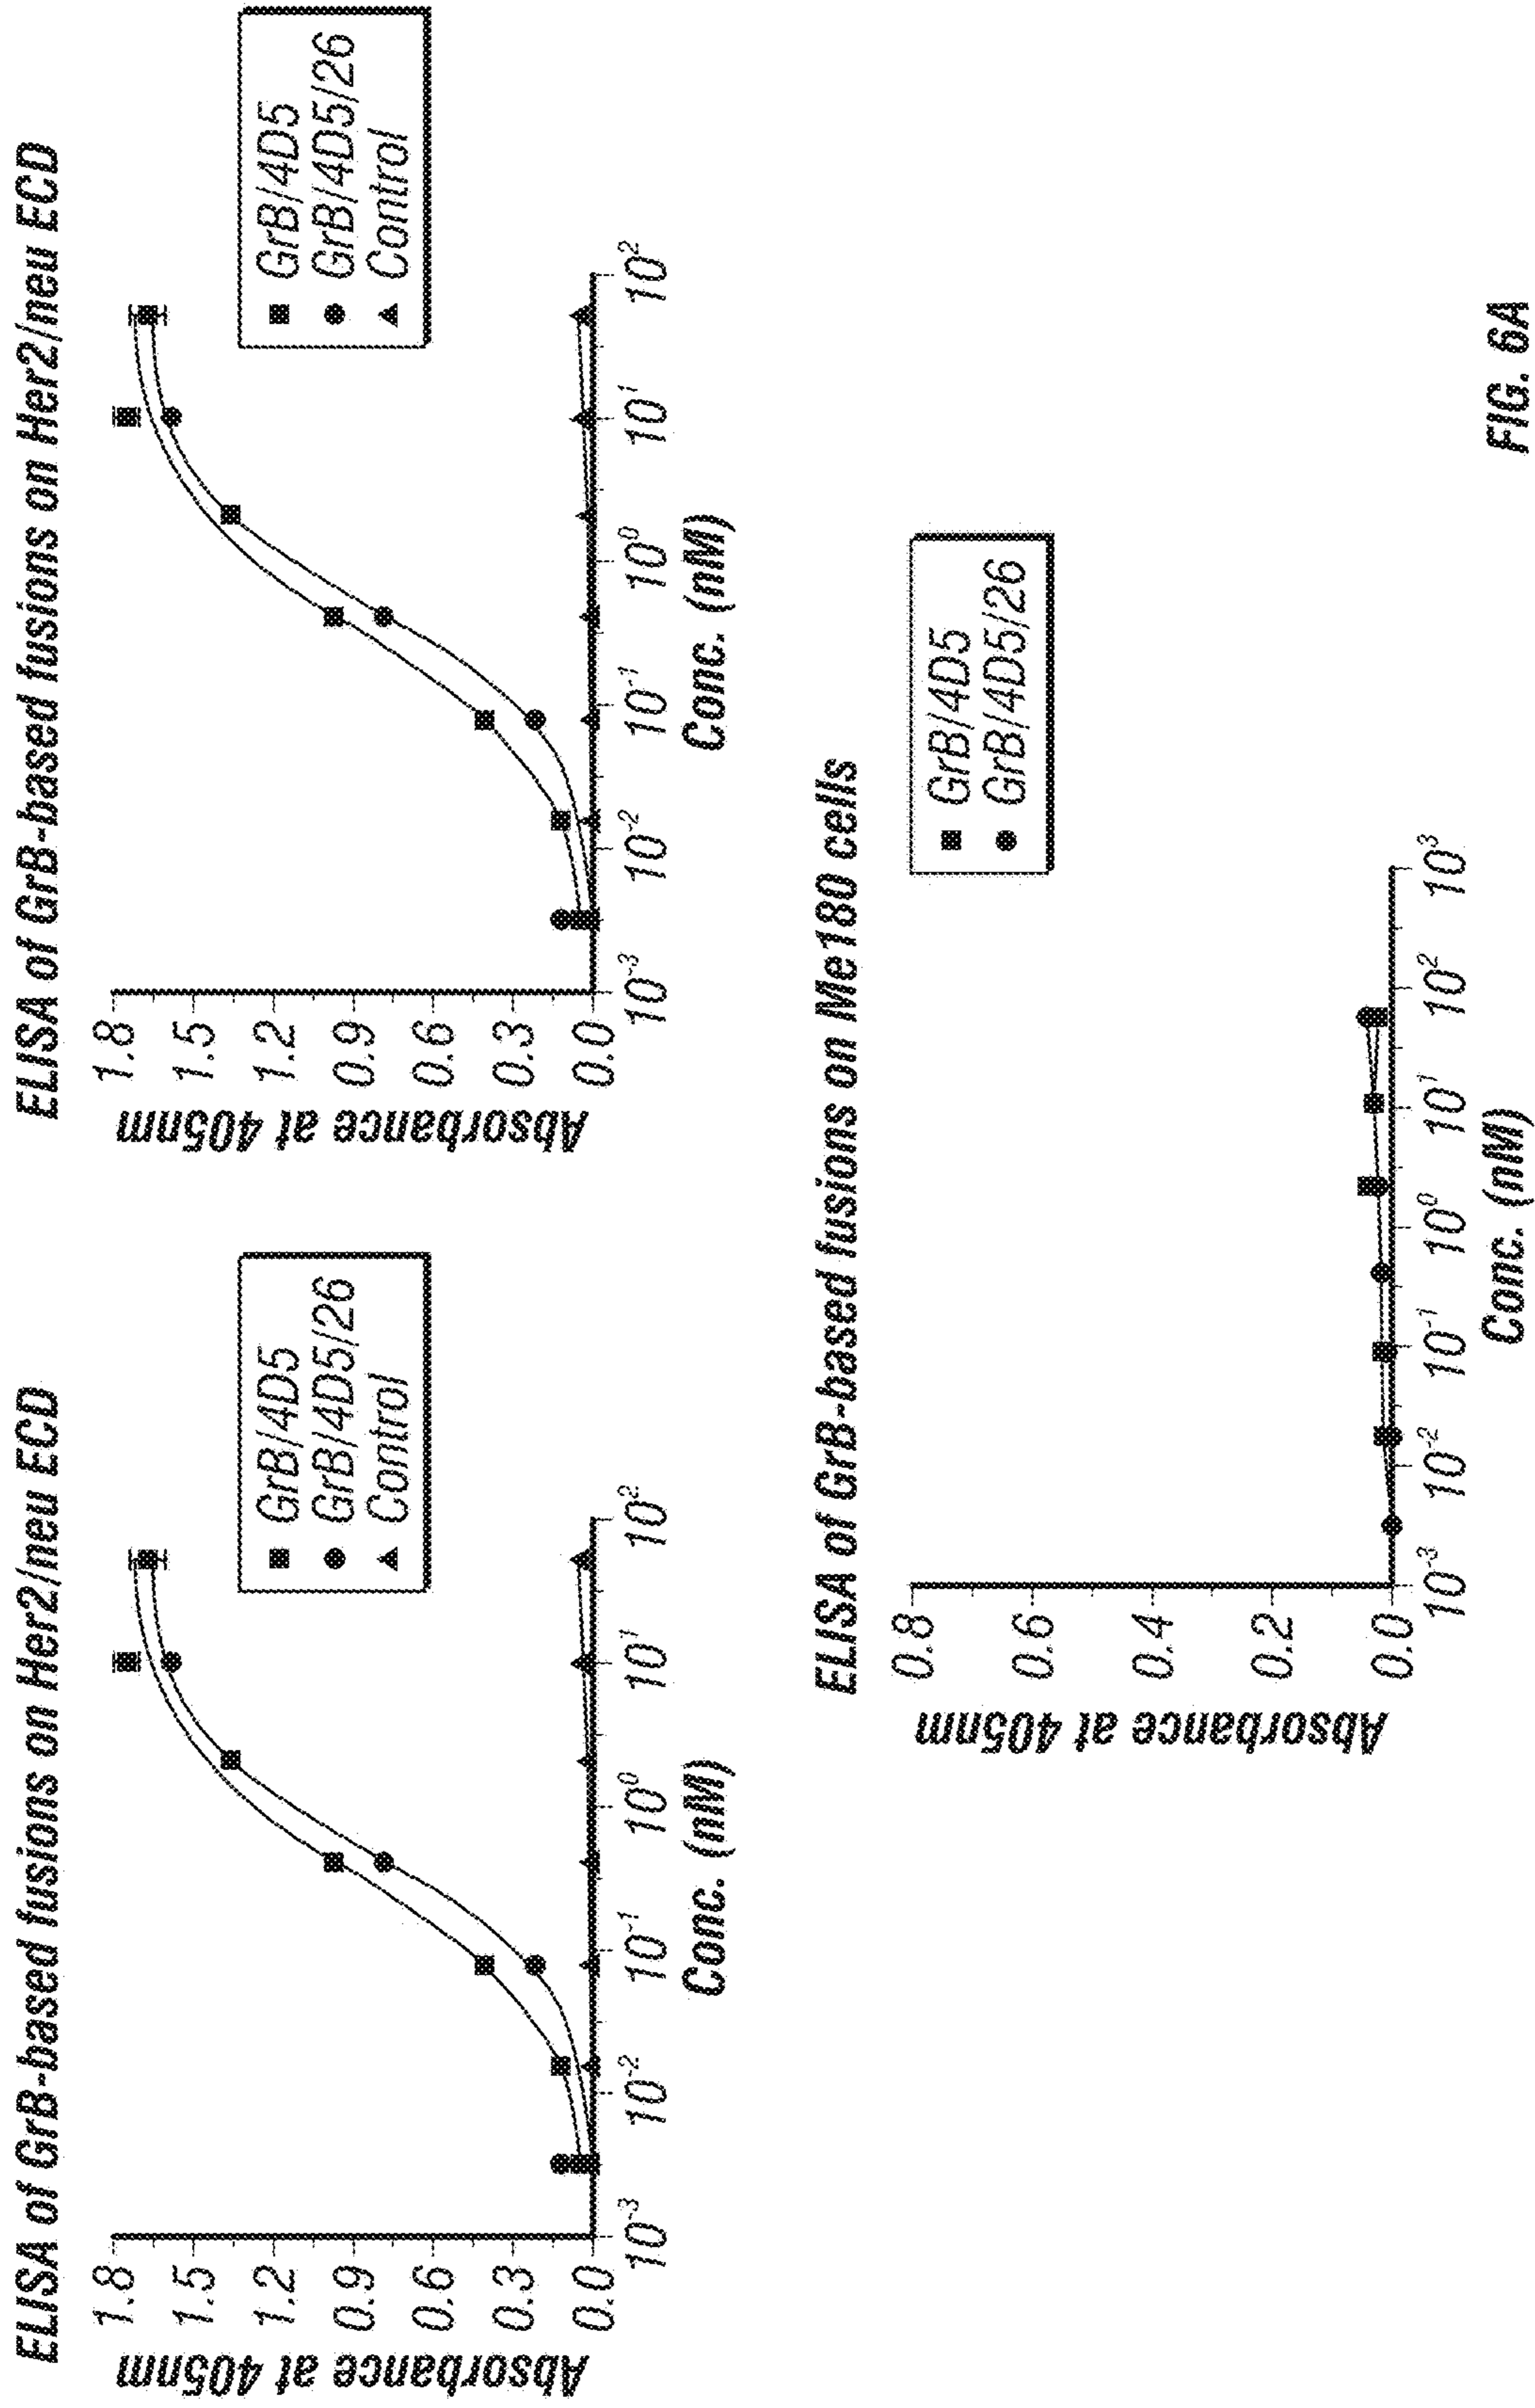 ELISA of GrB-based fusions on Her2/neu ECD
Absorbance at 405nm
1.8
1.5
1.2
0.9
0.6
0.3
0.0
10⁻³
10⁻²
10⁻¹
10⁰
10¹
10²
Conc. (nM)
GrB/4D5
GrB/4D5/26
Control
ELISA of GrB-based fusions on Her2/neu ECD
Absorbance at 405nm
1.8
1.5
1.2
0.9
0.6
0.3
0.0
10⁻³
10⁻²
10⁻¹
10⁰
10¹
10²
Conc. (nM)
GrB/4D5
GrB/4D5/26
Control
ELISA of GrB-based fusions on Me180 cells
Absorbance at 405nm
0.8
0.6
0.4
0.2
0.0
10⁻³
10⁻²
10⁻¹
10⁰
10¹
10²
10³
Conc. (nM)
GrB/4D5
GrB/4D5/26
FIG. 6A